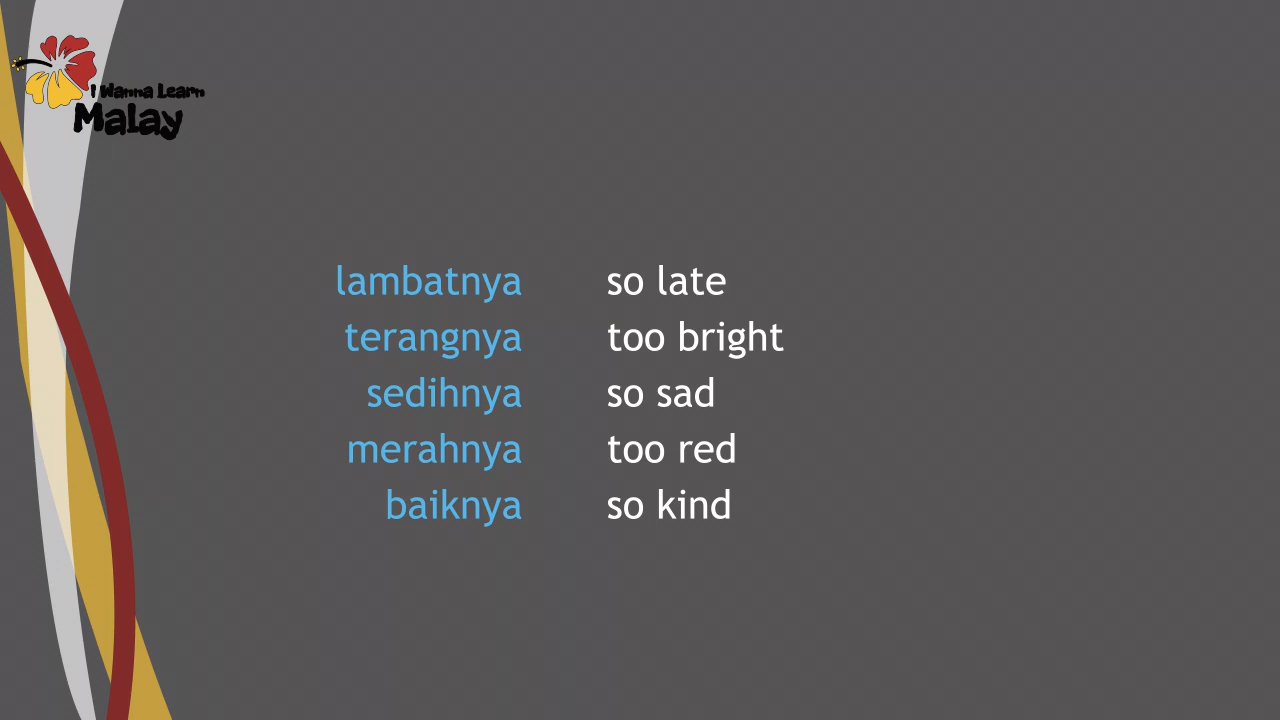 I Wanna Learn
Malay
lambatnya so late
terangnya too bright
sedihnya so sad
merahnya too red
baiknya so kind